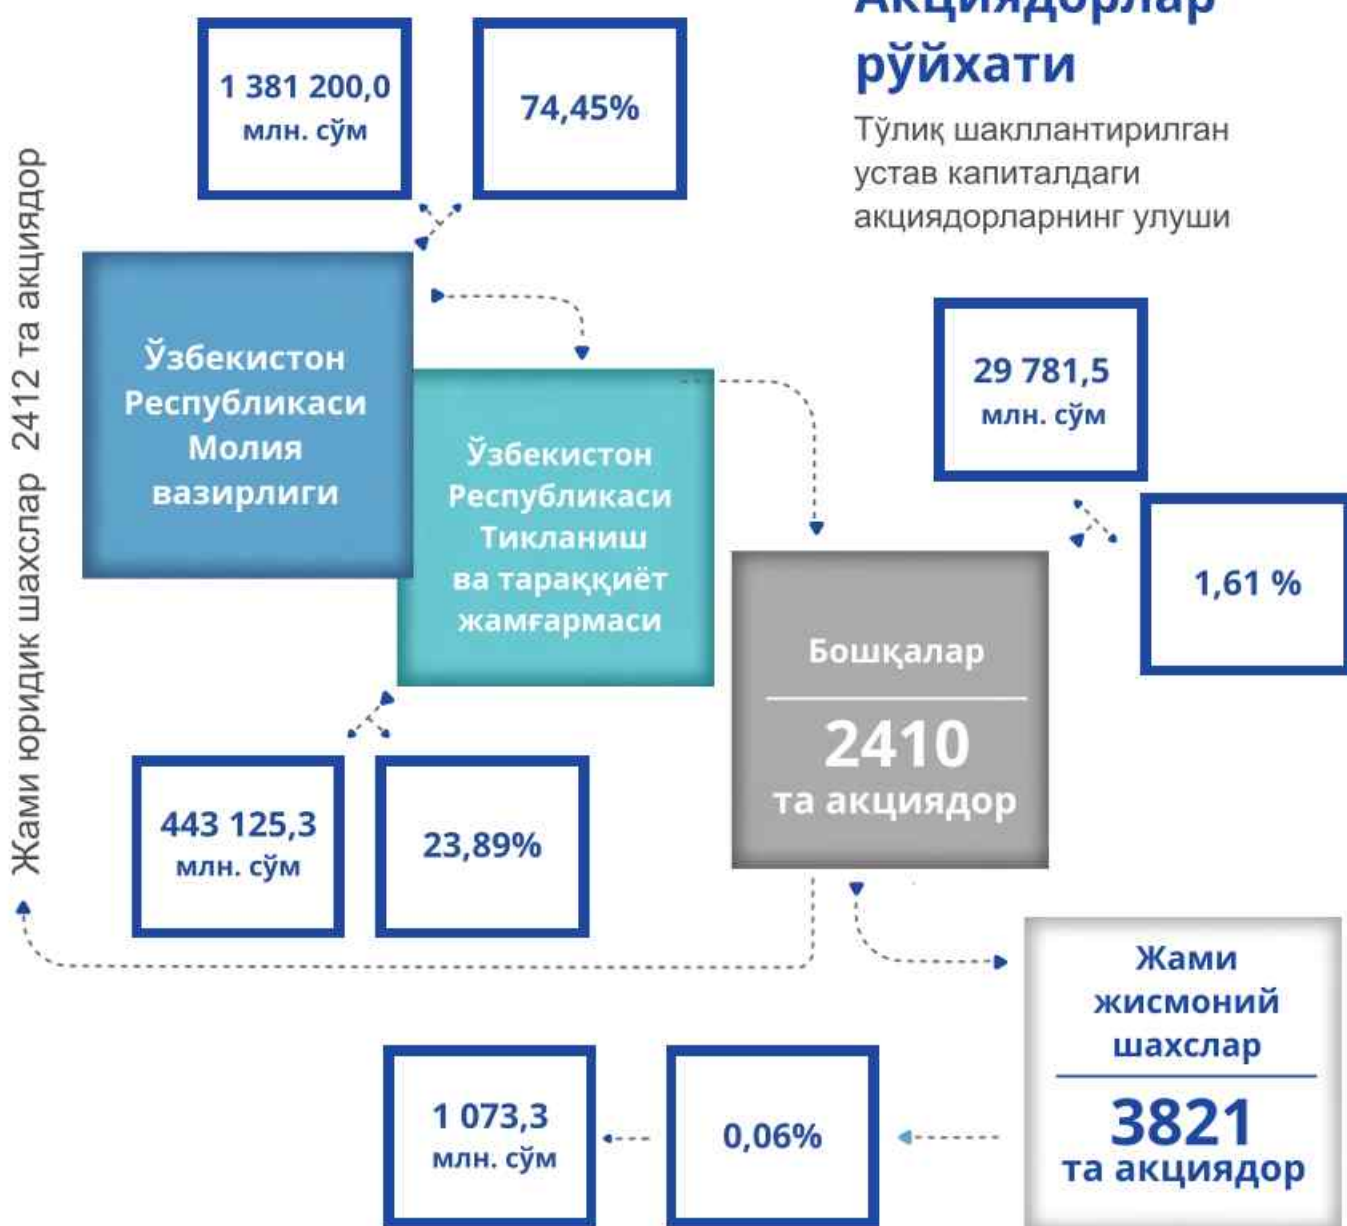 Акциядорлар
рўйхати
Тўлиқ шакллантирилган
устав капиталдаги
акциядорларнинг улуши
1 381 200,0
млн. сўм
74,45%
Жами юридик шахслар 2412 та акциядор
Ўзбекистон
Республикаси
Молия
вазирлиги
Ўзбекистон
Республикаси
Тикланиш
ва тараққиёт
жамғармаси
29 781,5
млн. сўм
1,61 %
Бошқалар
2410
та акциядор
443 125,3
млн. сўм
23,89%
Жами
жисмоний
шахслар
3821
та акциядор
1 073,3
млн. сўм
0,06%